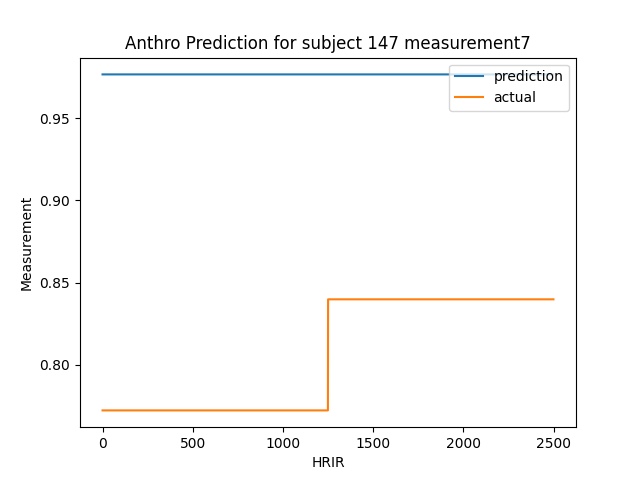 Anthro Prediction for subject 147 measurement7
prediction
actual
0.95
0.90
0.85
0.80
Measurement
0
500
1000
1500
2000
2500
HRIR